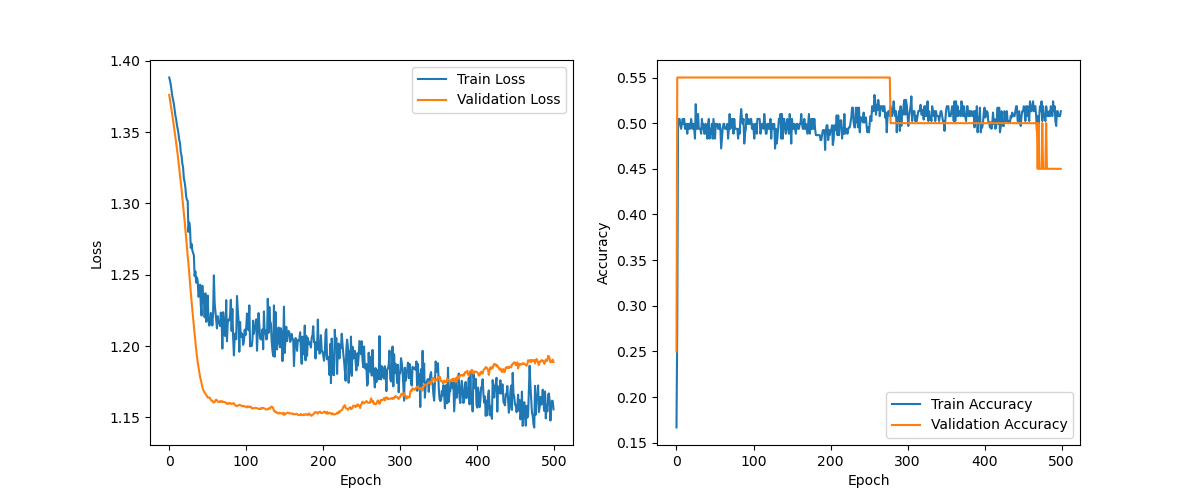 1.40
1.35
1.30
1.25
1.20
1.15
Loss
0 100 200 300 400 500
Epoch
Train Loss
Validation Loss
0.55
0.50
0.45
0.40
0.35
0.30
0.25
0.20
0.15
Accuracy
0 100 200 300 400 500
Epoch
Train Accuracy
Validation Accuracy